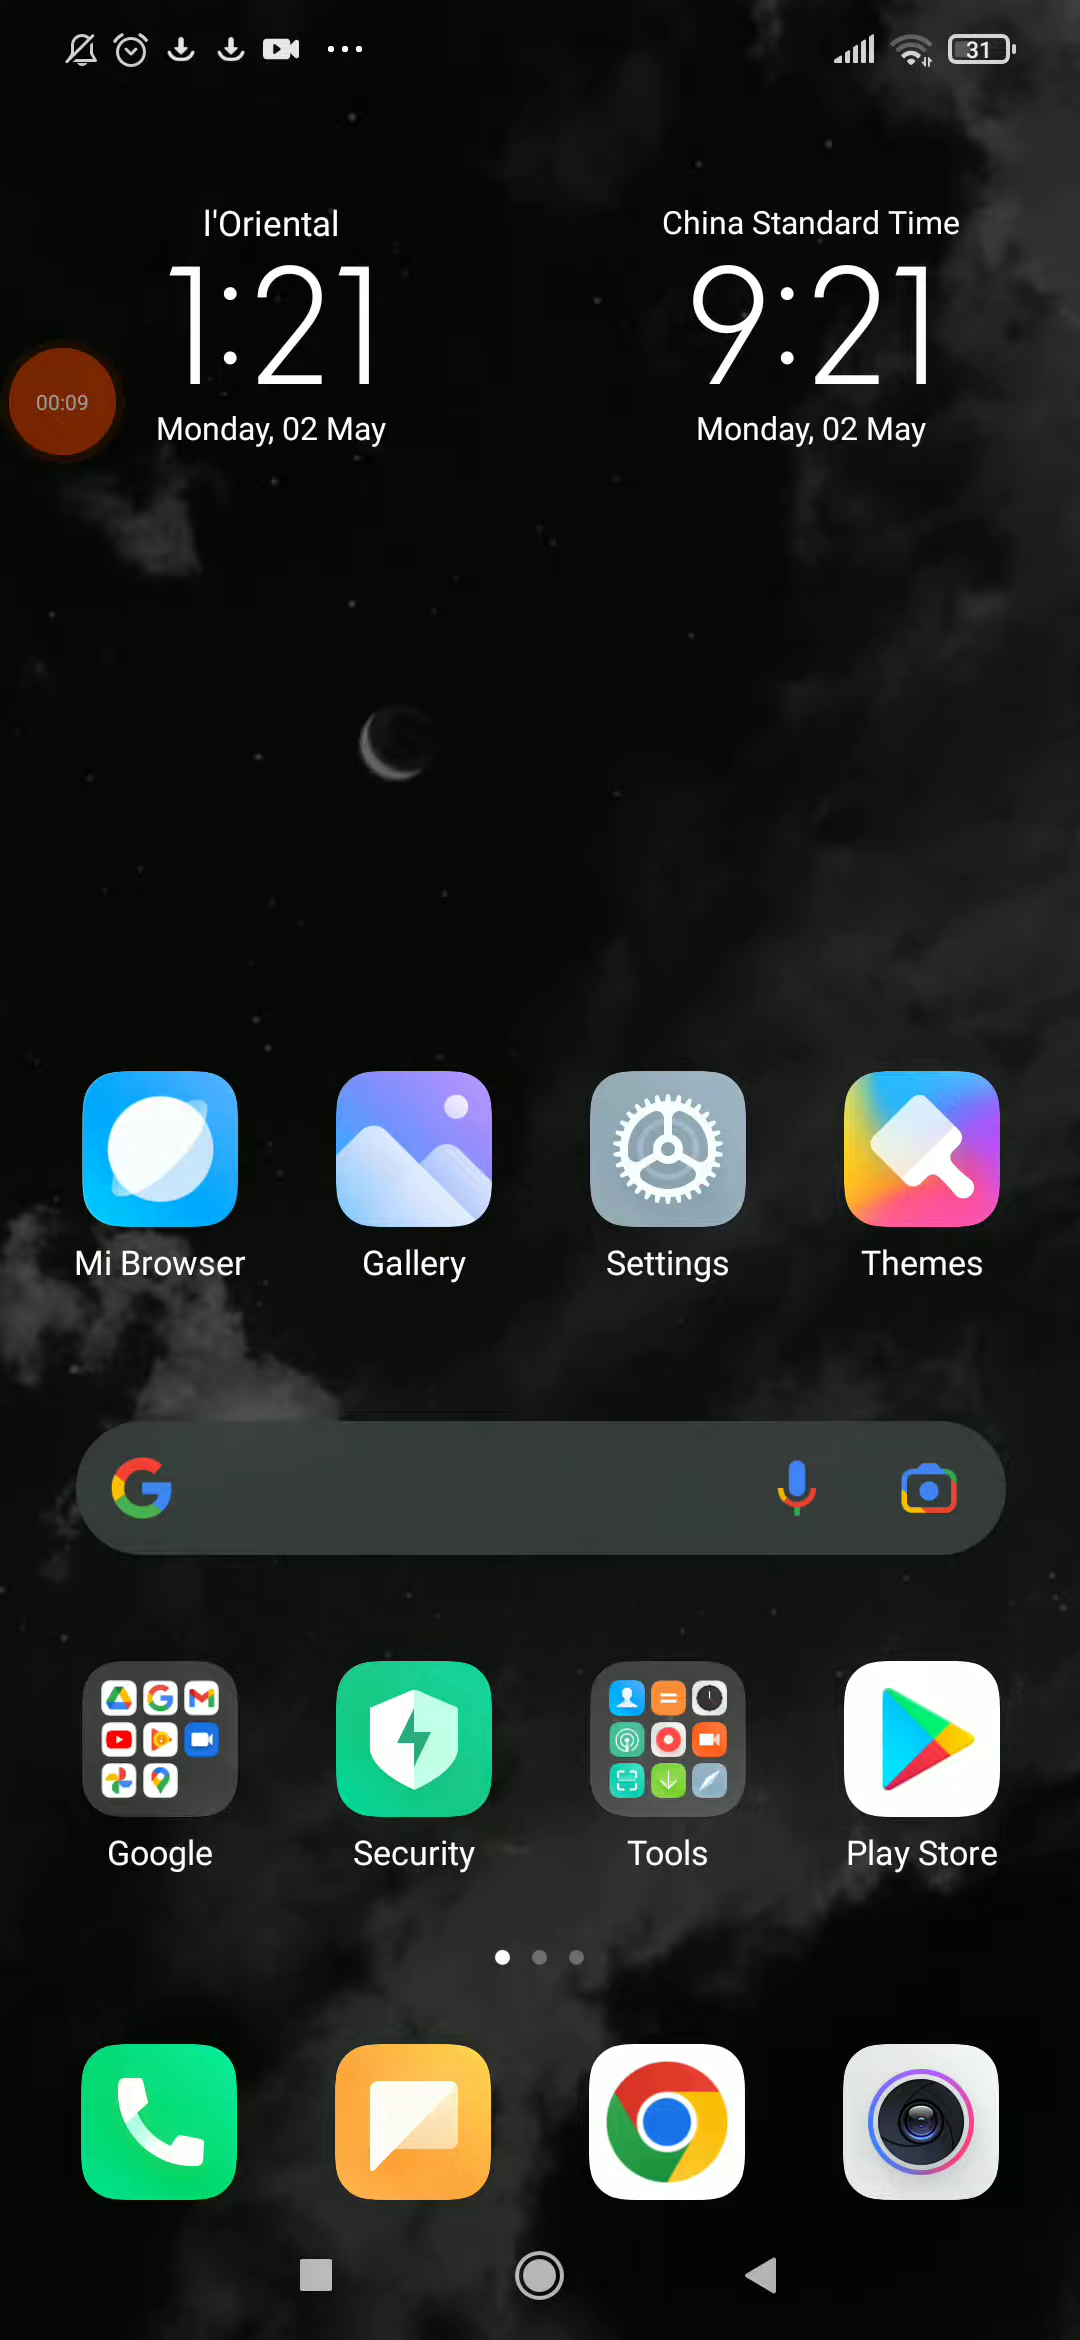 31
l'Oriental
China Standard Time
1:21
9:21
00:09
Monday, 02 May
Monday, 02 May
Mi Browser
Gallery
Settings
Themes
Google
Security
Tools
Play Store